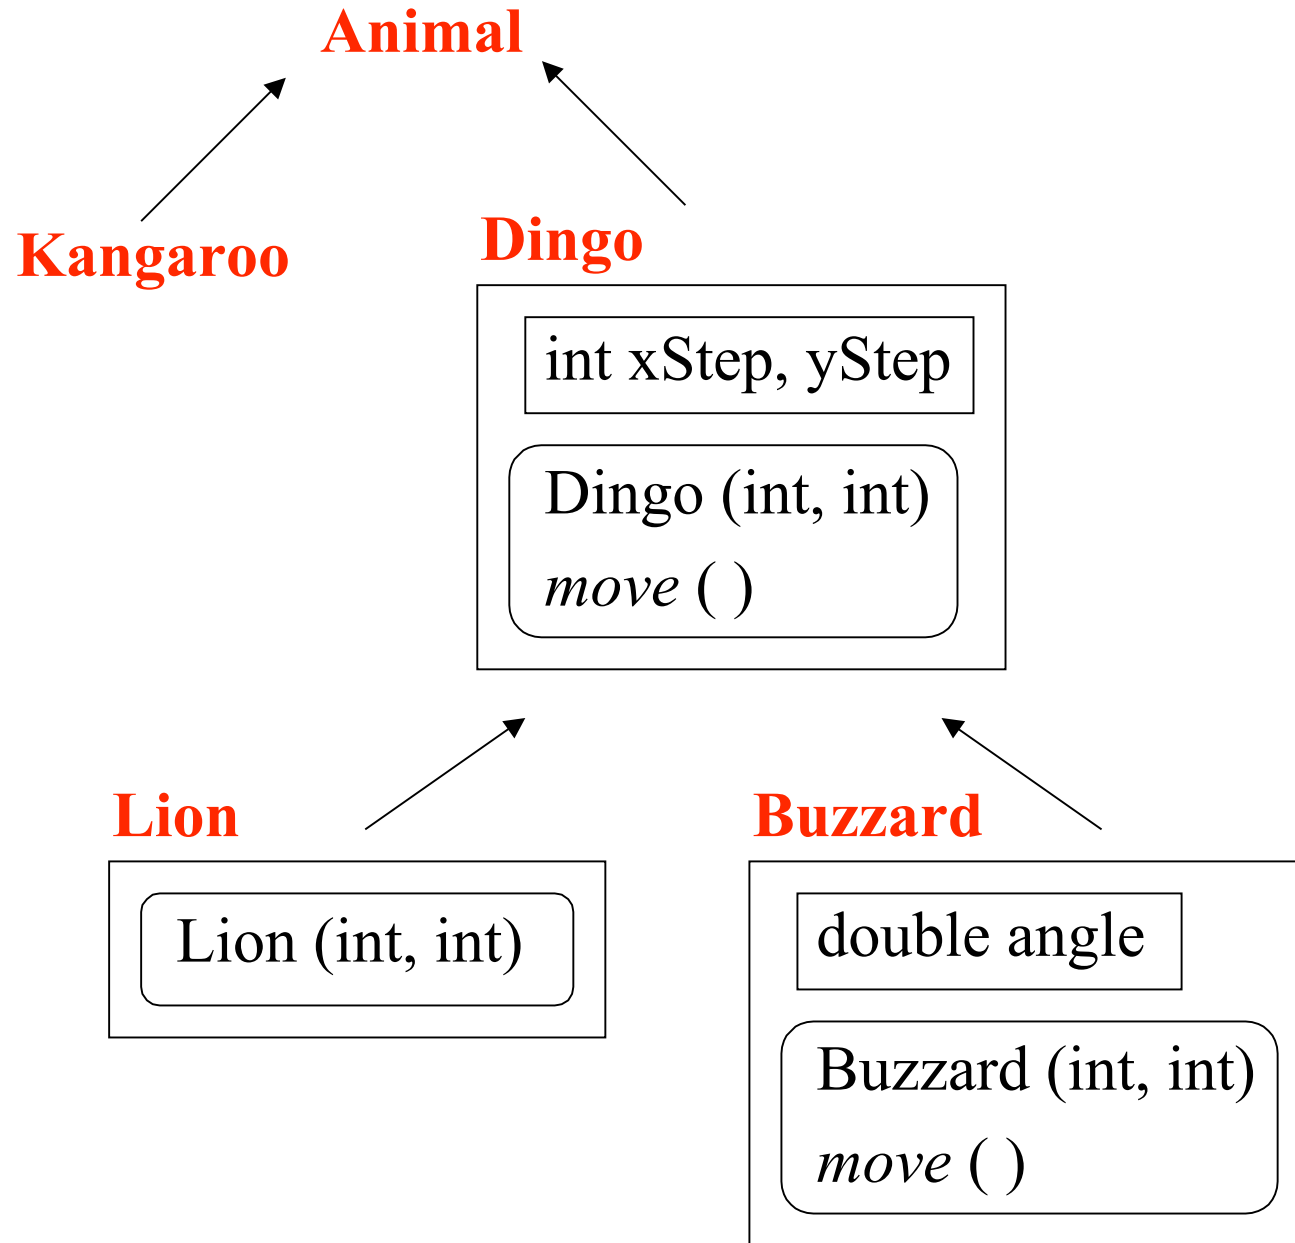 Animal
Kangaroo
Dingo
int xStep, yStep
Dingo (int, int)
move ( )
Lion
Lion (int, int)
Buzzard
double angle
Buzzard (int, int)
move ( )